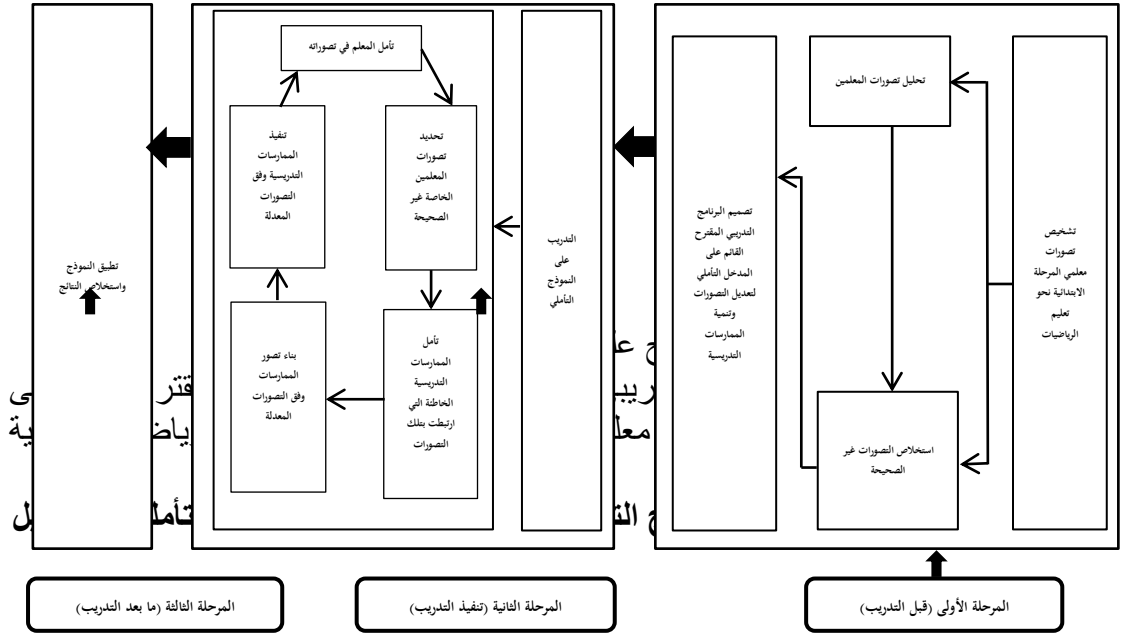 تشخيص
تصورات
معلمي المرحلة
الابتدائية نحو
تعليم
الرياضيات
تحليل تصورات المعلمين
استخلاص التصورات غير
الصحيحة
تصميم البرنامج
التدريبي المقترح
القائم على
المدخل التأملي
لتعديل التصورات
وتنمية
الممارسات
التدريسية
التدريب
على
النموذج
التأملي
تأمل المعلم في تصوراته
تحديد
تصورات
المعلمين
الخاصة غير
الصحيحة
تأمل
الممارسات
التدريسية
الخاطئة التي
ارتبطت بتلك
التصورات
بناء تصور
الممارسات
وفق التصورات
المعدلة
تنفيذ
الممارسات
التدريسية وفق
التصورات
المعدلة
تطبيق النموذج
واستخلاص النتائج
المرحلة الأولى (قبل التدريب)
المرحلة الثانية (تنفيذ التدريب)
المرحلة الثالثة (ما بعد التدريب)